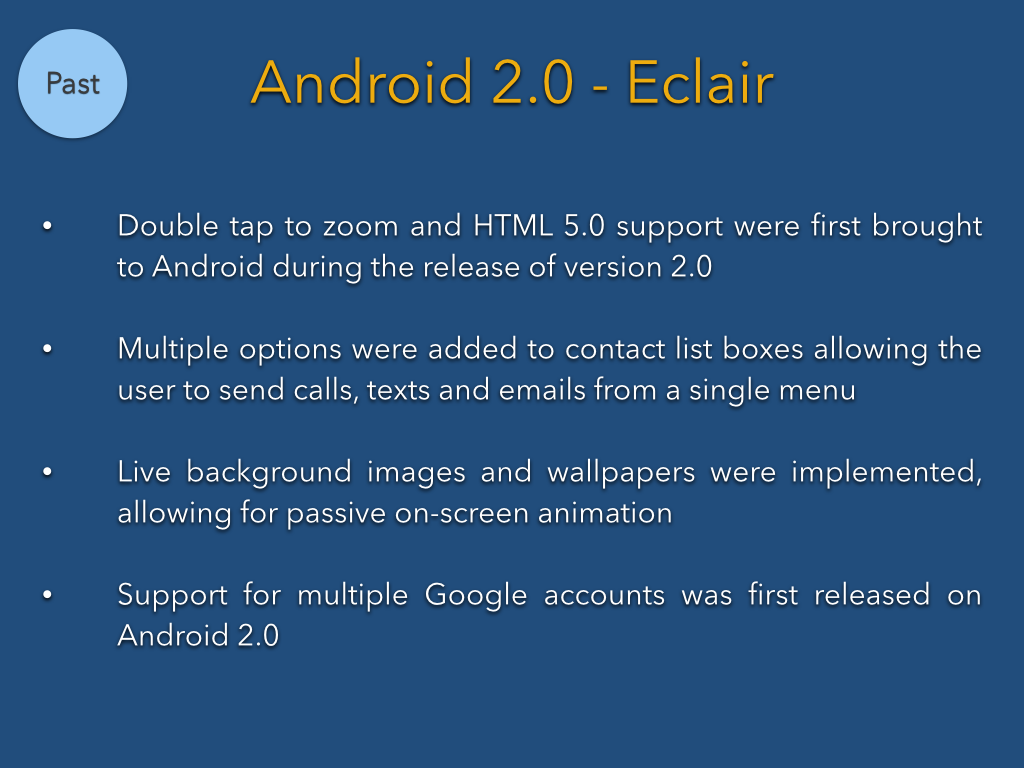 Past
Android 2.0 - Eclair
• Double tap to zoom and HTML 5.0 support were first brought
to Android during the release of version 2.0
• Multiple options were added to contact list boxes allowing the
user to send calls, texts and emails from a single menu
• Live background images and wallpapers were implemented,
allowing for passive on-screen animation
• Support for multiple Google accounts was first released on
Android 2.0